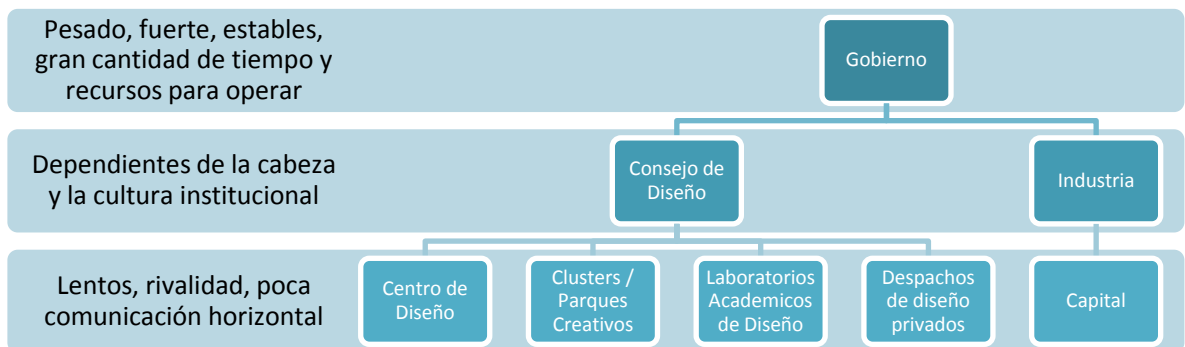 Pesado, fuerte, estables,
gran cantidad de tiempo y
recursos para operar
Gobierno
Dependientes de la cabeza
y la cultura institucional
Consejo de
Diseño
Industria
Lentos, rivalidad, poca
comunicación horizontal
Centro de
Diseño
Clusters /
Parques
Creativos
Laboratorios
Academicos
de Diseño
Despachos
de diseño
privados
Capital